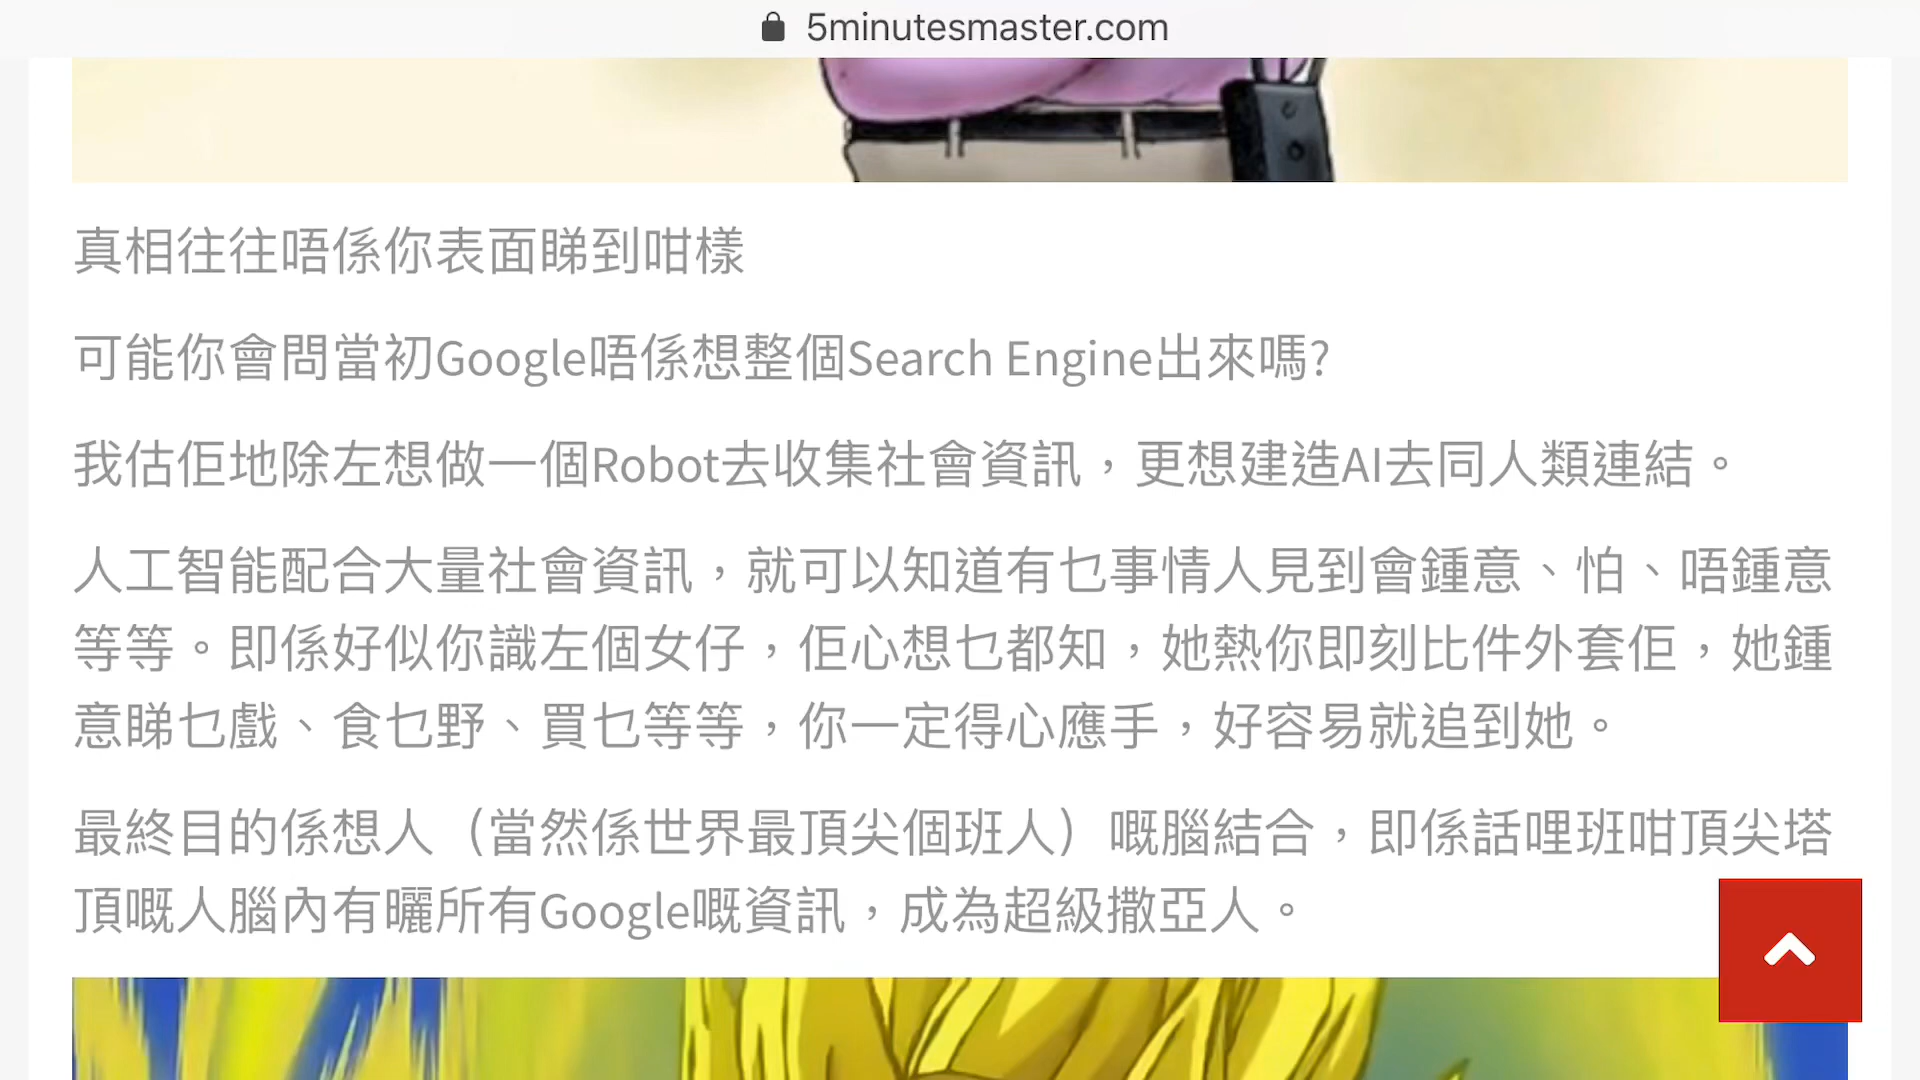 5minutesmaster.com
真相往往唔係你表面睇到咁樣
可能你會問當初Google唔係想整個Search Engine出來嗎?
我估佢地除左想做一個Robot去收集社會資訊，更想建造AI去同人類連結。
人工智能配合大量社會資訊，就可以知道有乜事情人見到會鍾意、怕、唔鍾意
等等。即係好似你識左個女仔，佢心想乜都知，她熱你即刻比件外套佢，她鍾
意睇乜戲、食乜野、買乜等等，你一定得心應手，好容易就追到她。
最終目的係想人（當然係世界最頂尖個班人）嘅腦結合，即係話哩班咁頂尖塔
頂嘅人腦內有曬所有Google嘅資訊，成為超級撒亞人。